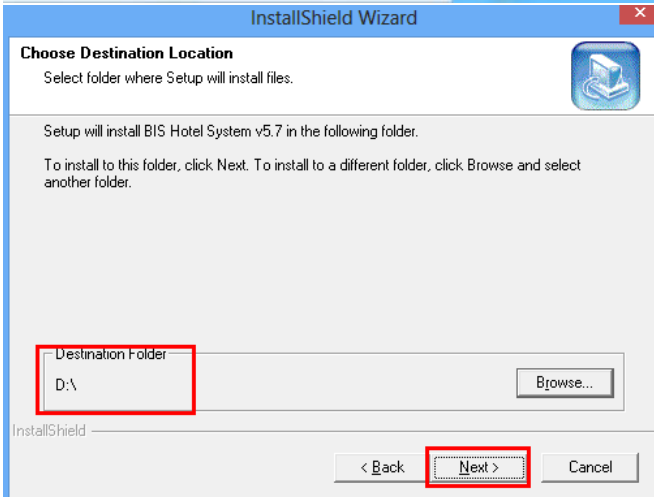 InstallShield Wizard
Choose Destination Location
Select folder where Setup will install files.
Setup will install BIS Hotel System v5.7 in the following folder.
To install to this folder, click Next. To install to a different folder, click Browse and select
another folder.
Destination Folder
D:\
Browse...
InstallShield
< Back
Next >
Cancel